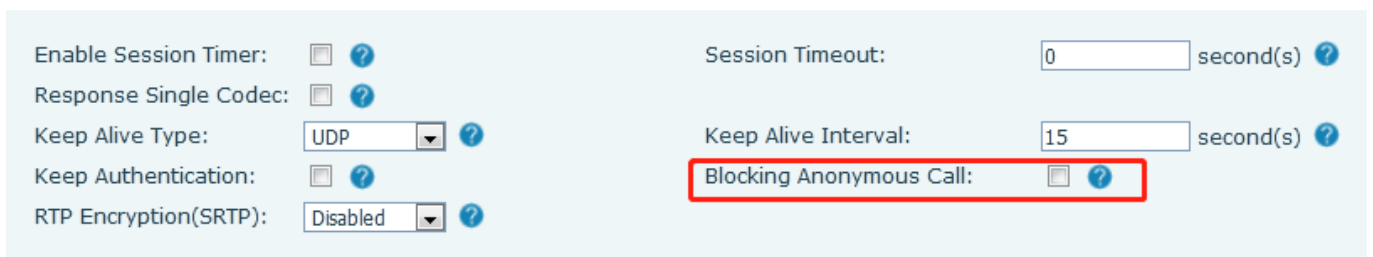 Enable Session Timer: ? Session Timeout: 0 second(s) ?
Response Single Codec: ?
Keep Alive Type: UDP ? Keep Alive Interval: 15 second(s) ?
Keep Authentication: ? Blocking Anonymous Call: ?
RTP Encryption(SRTP): Disabled ?